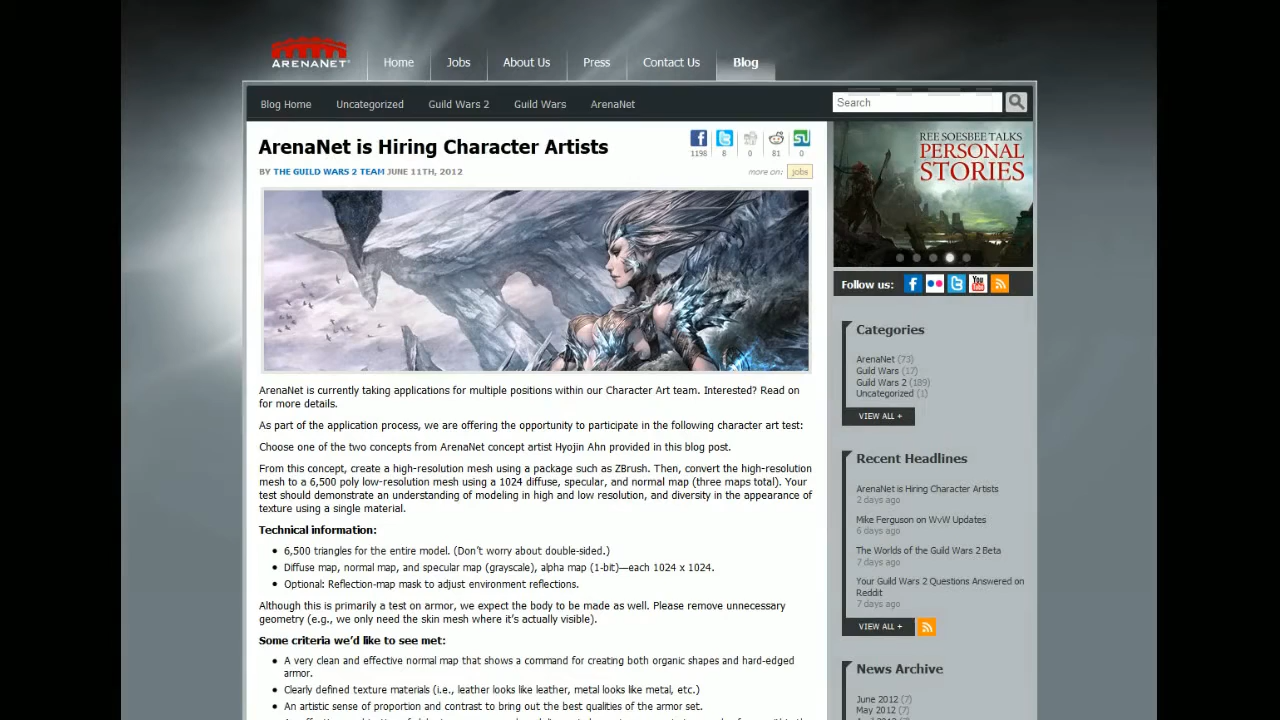 ARENANET
Home Jobs About Us Press Contact Us Blog
Blog Home Uncategorized Guild Wars 2 Guild Wars ArenaNet
Search
ArenaNet is Hiring Character Artists
1198 8 0 81 0
BY THE GUILD WARS 2 TEAM JUNE 11TH, 2012
more on: jobs
ArenaNet is currently taking applications for multiple positions within our Character Art team. Interested? Read on
for more details.
As part of the application process, we are offering the opportunity to participate in the following character art test:
Choose one of the two concepts from ArenaNet concept artist Hyojin Ahn provided in this blog post.
From this concept, create a high-resolution mesh using a package such as ZBrush. Then, convert the high-resolution
mesh to a 6,500 poly low-resolution mesh using a 1024 diffuse, specular, and normal map (three maps total). Your
test should demonstrate an understanding of modeling in high and low resolution, and diversity in the appearance of
texture using a single material.
Technical information:
• 6,500 triangles for the entire model. (Don't worry about double-sided.)
• Diffuse map, normal map, and specular map (grayscale), alpha map (1-bit)—each 1024 x 1024.
• Optional: Reflection-map mask to adjust environment reflections.
Although this is primarily a test on armor, we expect the body to be made as well. Please remove unnecessary
geometry (e.g., we only need the skin mesh where it's actually visible).
Some criteria we'd like to see met:
• A very clean and effective normal map that shows a command for creating both organic shapes and hard-edged
armor.
• Clearly defined texture materials (i.e., leather looks like leather, metal looks like metal, etc.)
• An artistic sense of proportion and contrast to bring out the best qualities of the armor set.
REE SOESBEE TALKS
PERSONAL
STORIES
Follow us:
You
Tube
Categories
ArenaNet (73)
Guild Wars (17)
Guild Wars 2 (189)
Uncategorized (1)
VIEW ALL +
Recent Headlines
ArenaNet is Hiring Character Artists
2 days ago
Mike Ferguson on WvW Updates
6 days ago
The Worlds of the Guild Wars 2 Beta
7 days ago
Your Guild Wars 2 Questions Answered on
Reddit
7 days ago
VIEW ALL +
News Archive
June 2012 (7)
May 2012 (7)